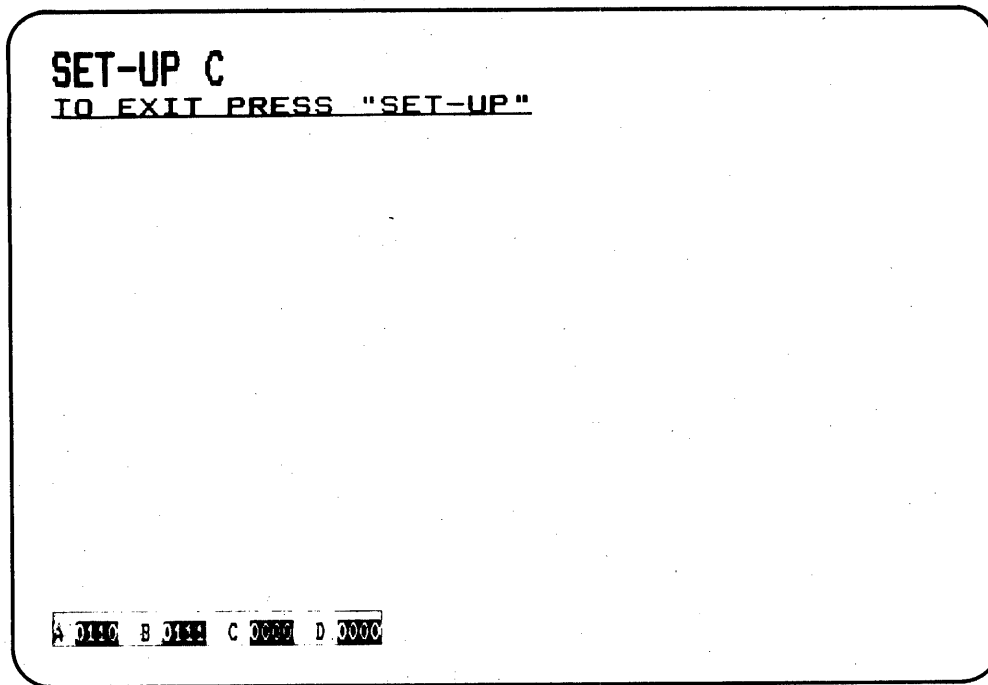 SET-UP C
TO EXIT PRESS "SET-UP"
A 0110 B 0111 C 0000 D 0000